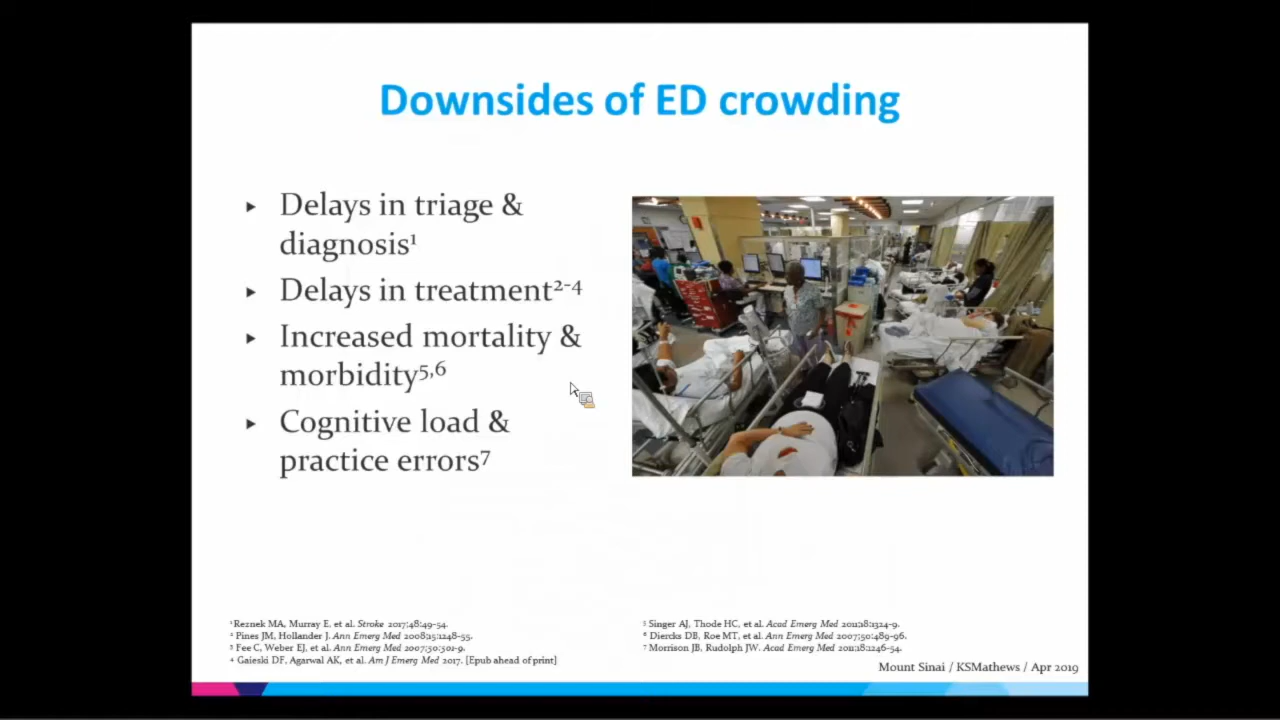 Downsides of ED crowding
▸ Delays in triage &
diagnosis¹
▸ Delays in treatment²⁻⁴
▸ Increased mortality &
morbidity⁵,⁶
▸ Cognitive load &
practice errors⁷
¹Reznek MA, Murray E, et al. Stroke 2017;48:49-54.
² Pines JM, Hollander J. Ann Emerg Med 2008;15:1248-55.
³ Fee C, Weber EJ, et al. Ann Emerg Med 2007;50:501-9.
⁴ Gaieski DF, Agarwal AK, et al. Am J Emerg Med 2017. [Epub ahead of print]
⁵ Singer AJ, Thode HC, et al. Acad Emerg Med 2011;18:1324-9.
⁶ Diercks DB, Roe MT, et al. Ann Emerg Med 2007;50:489-96.
⁷ Morrison JB, Rudolph JW. Acad Emerg Med 2011;18:1246-54.
Mount Sinai / KSMathews / Apr 2019